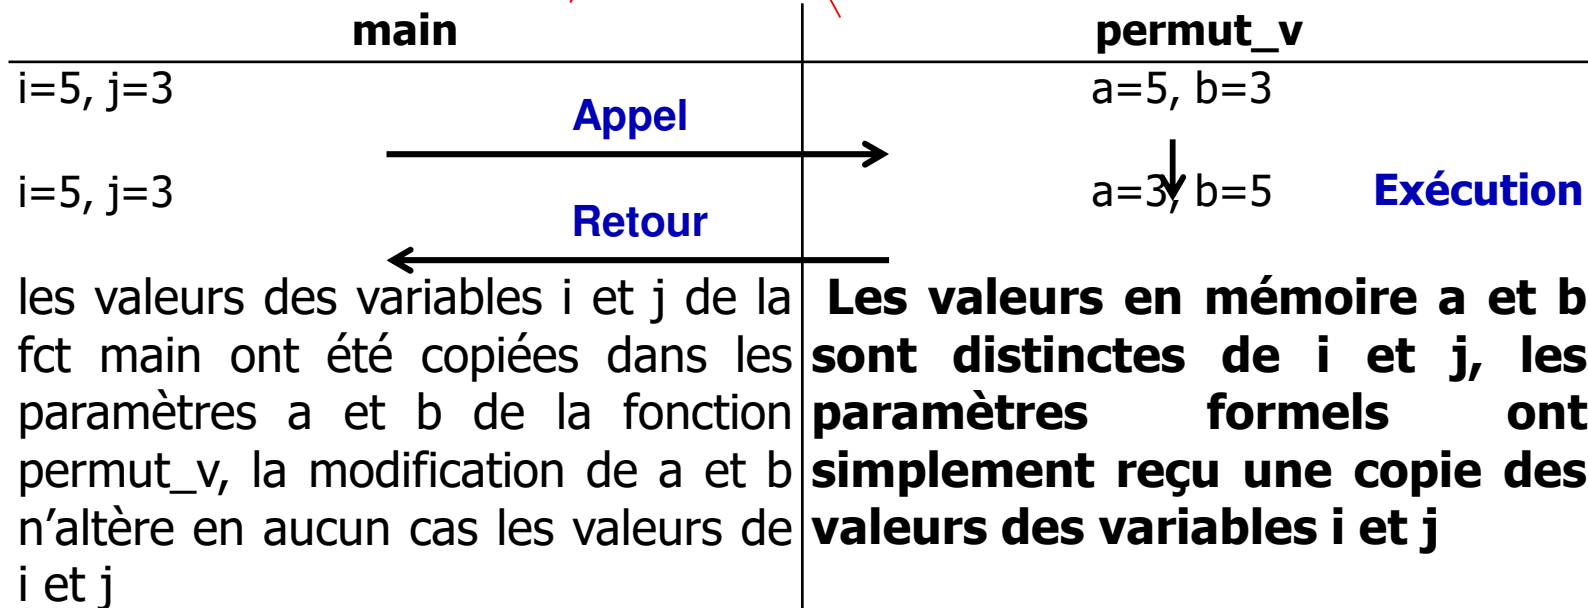 main
permut_v
i=5, j=3
a=5, b=3
Appel
i=5, j=3
a=3, b=5
Exécution
Retour
les valeurs des variables i et j de la
fct main ont été copiées dans les
paramètres a et b de la fonction
permut_v, la modification de a et b
n’altère en aucun cas les valeurs de
i et j
Les valeurs en mémoire a et b
sont distinctes de i et j, les
paramètres formels ont
simplement reçu une copie des
valeurs des variables i et j